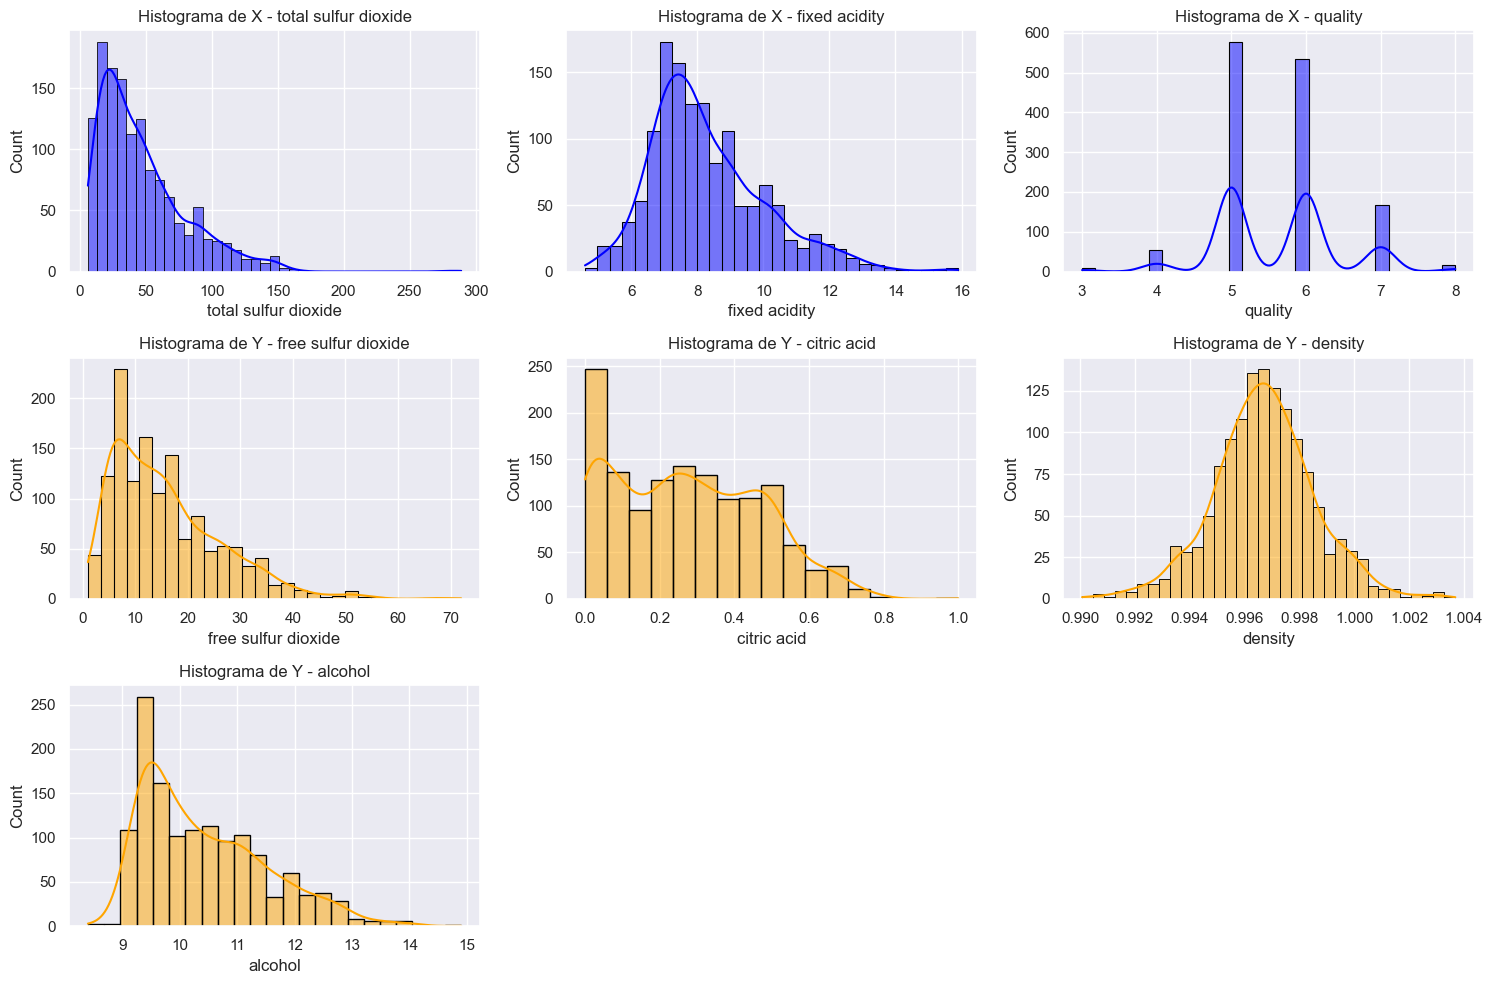 Histograma de X - total sulfur dioxide
Count
150
100
50
0
0 50 100 150 200 250 300
total sulfur dioxide
Histograma de X - fixed acidity
Count
150
100
50
0
6 8 10 12 14 16
fixed acidity
Histograma de X - quality
Count
600
500
400
300
200
100
0
3 4 5 6 7 8
quality
Histograma de Y - free sulfur dioxide
Count
200
150
100
50
0
0 10 20 30 40 50 60 70
free sulfur dioxide
Histograma de Y - citric acid
Count
250
200
150
100
50
0
0.0 0.2 0.4 0.6 0.8 1.0
citric acid
Histograma de Y - density
Count
125
100
75
50
25
0
0.990 0.992 0.994 0.996 0.998 1.000 1.002 1.004
density
Histograma de Y - alcohol
Count
250
200
150
100
50
0
9 10 11 12 13 14 15
alcohol